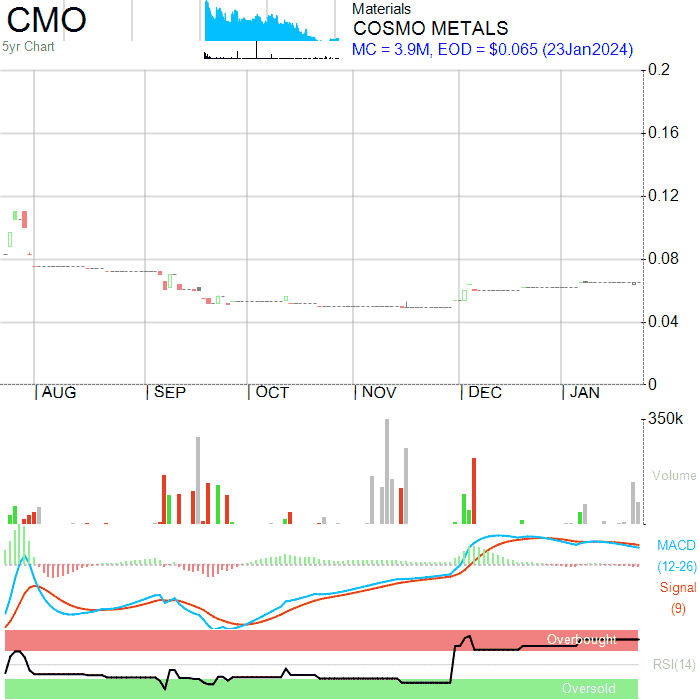 CMO
5yr Chart
Materials
COSMO METALS
MC = 3.9M, EOD = $0.065 (23Jan2024)
0.2
0.16
0.12
0.08
0.04
0
AUG SEP OCT NOV DEC JAN
350k
Volume
MACD
(12-26)
Signal
(9)
Overbought
RSI(14)
Oversold